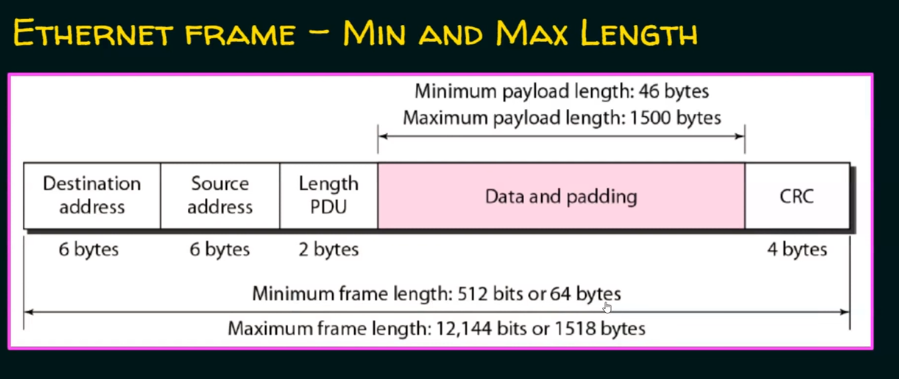 ETHERNET FRAME – MIN AND MAX LENGTH
Minimum payload length: 46 bytes
Maximum payload length: 1500 bytes
Destination address
Source address
Length PDU
Data and padding
CRC
6 bytes
6 bytes
2 bytes
4 bytes
Minimum frame length: 512 bits or 64 bytes
Maximum frame length: 12,144 bits or 1518 bytes